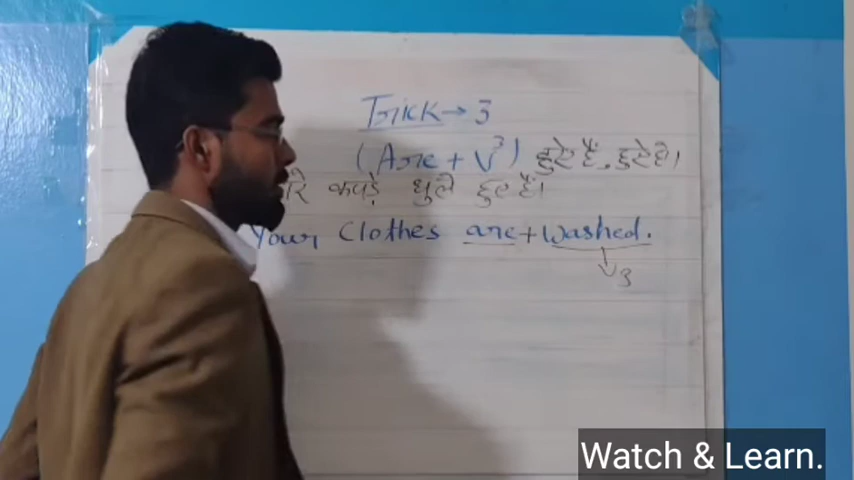 Trick → 3
(Are + V³) हुए हैं, हुए हो।
कपड़े धुले हुए हैं।
Your Clothes are + washed.
V3
Watch & Learn.